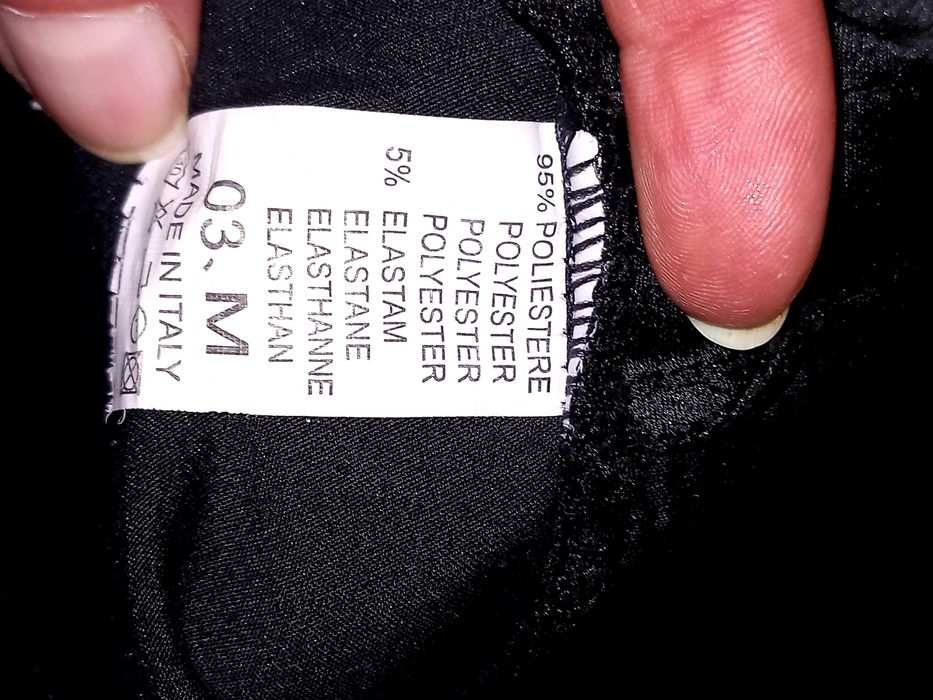 95% POLIESTERE
POLYESTER
POLYESTER
POLYESTER
5% ELASTAM
ELASTANE
ELASTHANNE
ELASTHAN
03. M
MADE IN ITALY